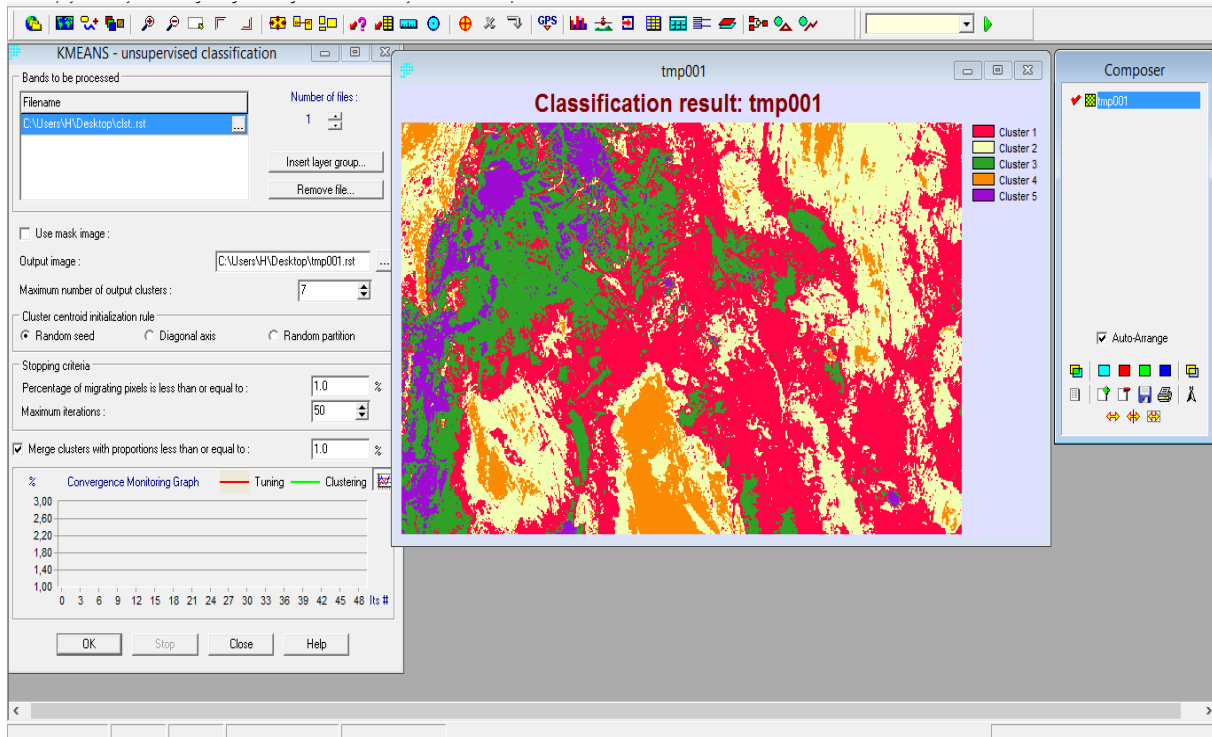 GPS
KMEANS - unsupervised classification
Bands to be processed
Filename
C:\Users\H\Desktop\clst..rst
...
Number of files :
1
Insert layer group...
Remove file...
Use mask image :
Output image :
C:\Users\H\Desktop\tmp001.rst
...
Maximum number of output clusters :
7
Cluster centroid initialization rule
Random seed
Diagonal axis
Random partition
Stopping criteria
Percentage of migrating pixels is less than or equal to :
1.0
%
Maximum iterations :
50
Merge clusters with proportions less than or equal to :
1.0
%
%
Convergence Monitoring Graph
Tuning
Clustering
3,00
2,60
2,20
1,80
1,40
1,00
0 3 6 9 12 15 18 21 24 27 30 33 36 39 42 45 48 Its #
OK
Stop
Close
Help
tmp001
Classification result: tmp001
Cluster 1
Cluster 2
Cluster 3
Cluster 4
Cluster 5
Composer
tmp001
Auto-Arrange